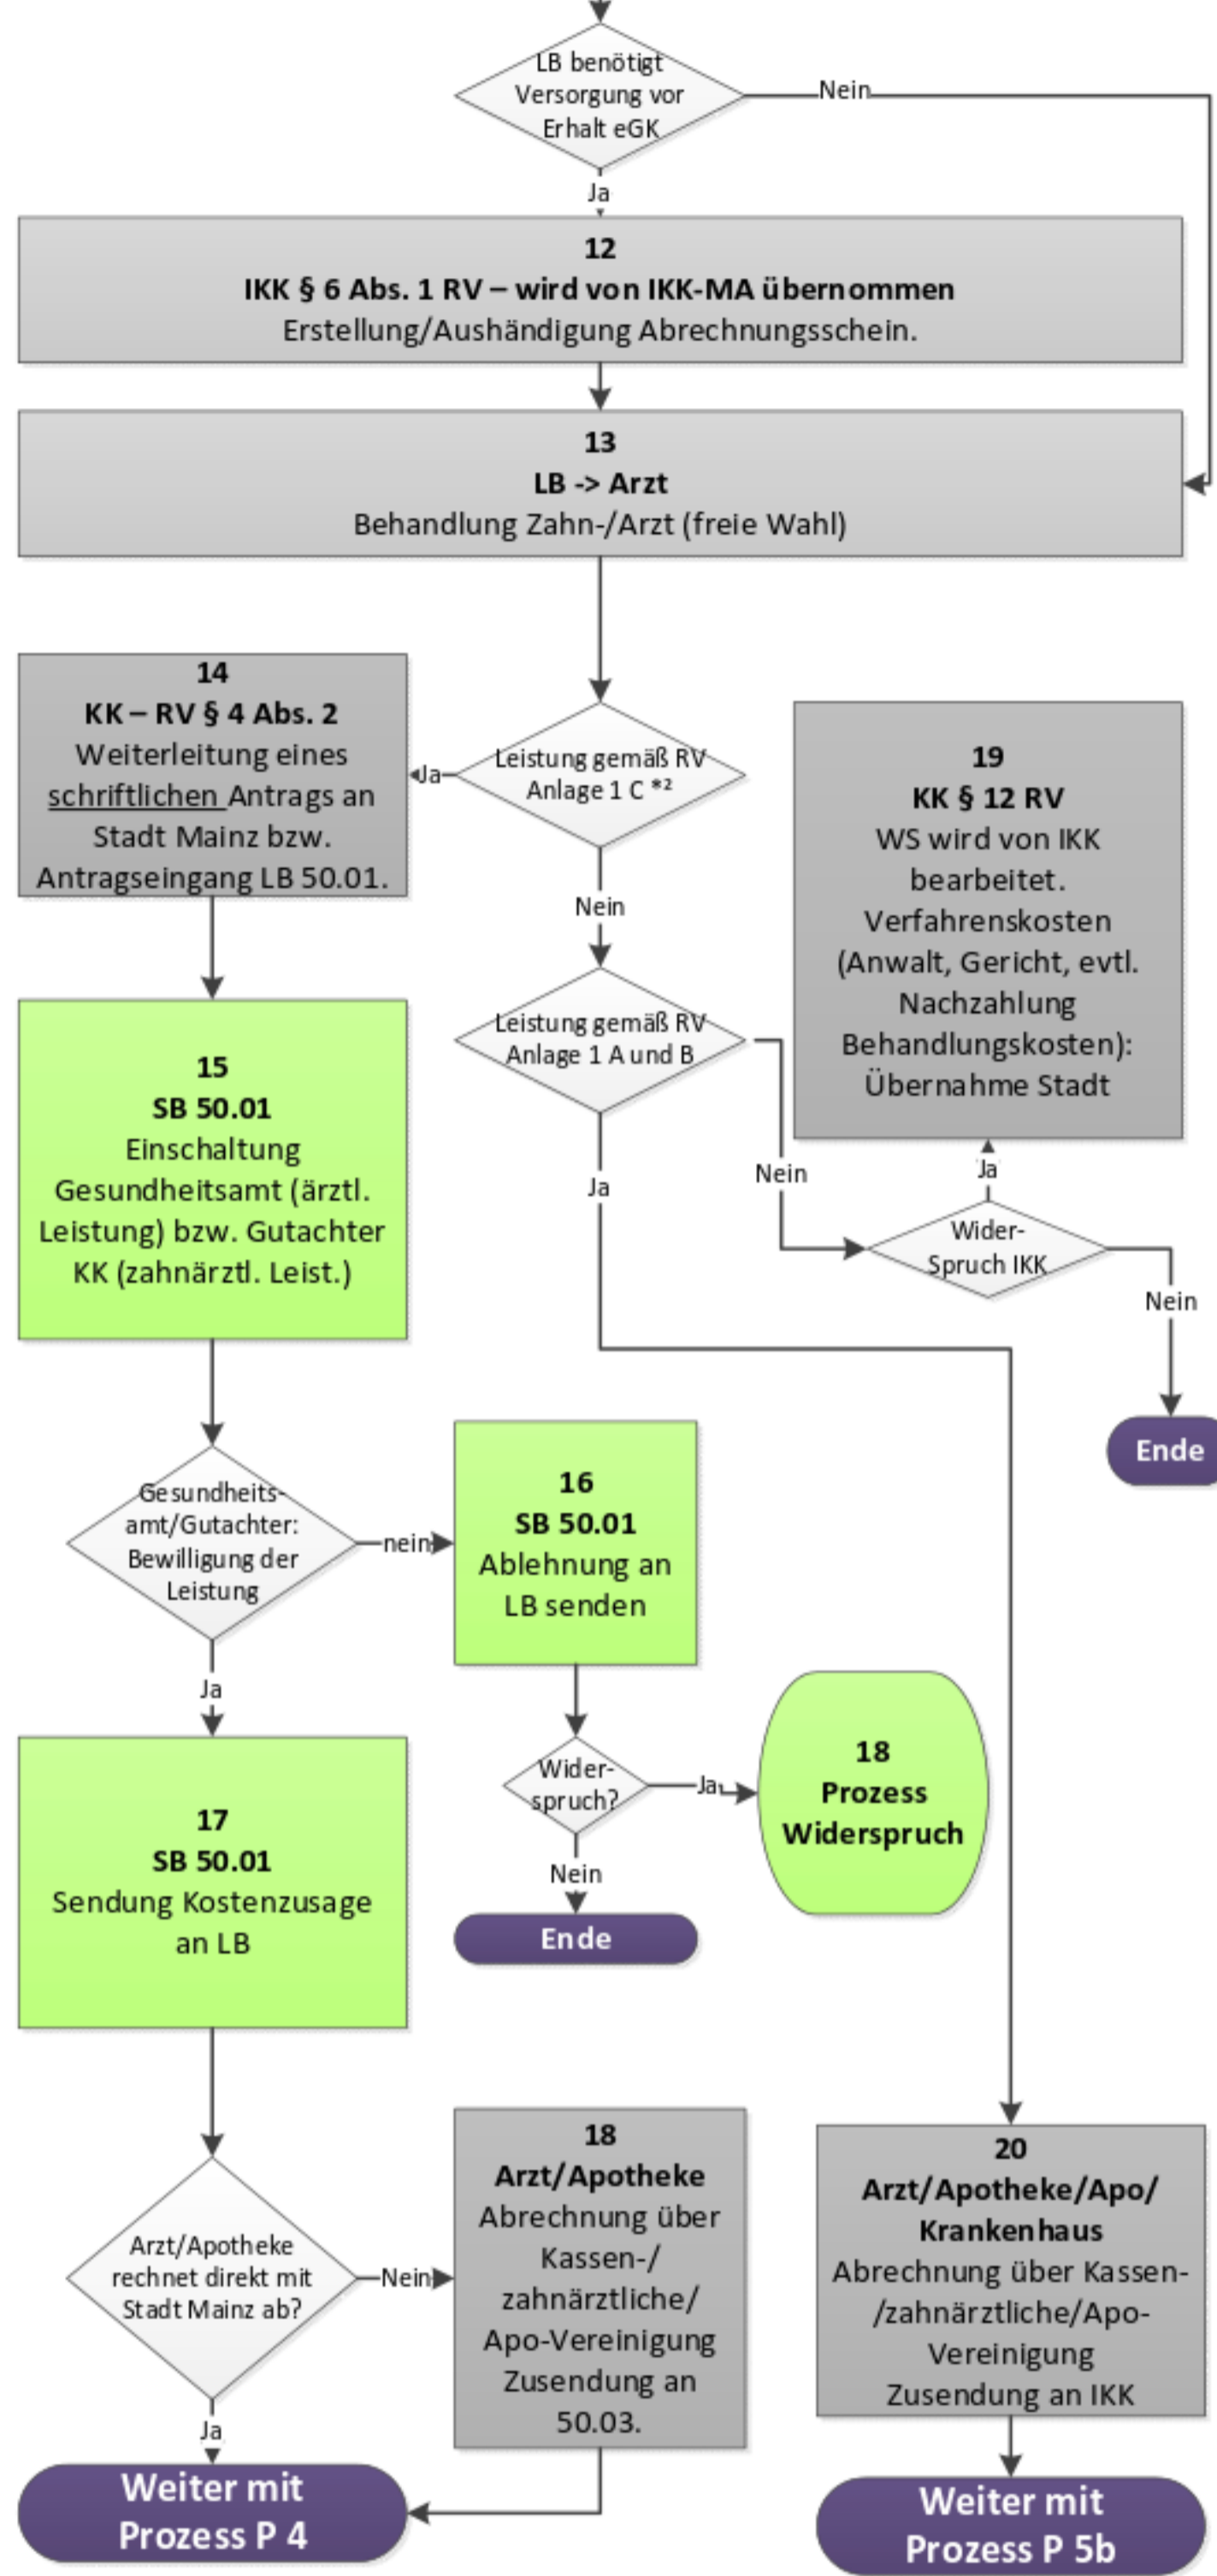 LB benötigt
Versorgung vor
Erhalt eGK
Nein
Ja
12
IKK § 6 Abs. 1 RV – wird von IKK-MA übernommen
Erstellung/Aushändigung Abrechnungsschein.
13
LB -> Arzt
Behandlung Zahn-/Arzt (freie Wahl)
14
KK – RV § 4 Abs. 2
Weiterleitung eines
schriftlichen Antrags an
Stadt Mainz bzw.
Antragseingang LB 50.01.
Ja
Leistung gemäß RV
Anlage 1 C *²
Nein
19
KK § 12 RV
WS wird von IKK
bearbeitet.
Verfahrenskosten
(Anwalt, Gericht, evtl.
Nachzahlung
Behandlungskosten):
Übernahme Stadt
Leistung gemäß RV
Anlage 1 A und B
Nein
Ja
Ja
Wider-
Spruch IKK
Nein
Ende
15
SB 50.01
Einschaltung
Gesundheitsamt (ärztl.
Leistung) bzw. Gutachter
KK (zahnärztl. Leist.)
Gesundheits-
amt/Gutachter:
Bewilligung der
Leistung
nein
16
SB 50.01
Ablehnung an
LB senden
Ja
Wider-
spruch?
Ja
18
Prozess
Widerspruch
Nein
Ende
17
SB 50.01
Sendung Kostenzusage
an LB
Arzt/Apotheke
rechnet direkt mit
Stadt Mainz ab?
Nein
18
Arzt/Apotheke
Abrechnung über
Kassen-/
zahnärztliche/
Apo-Vereinigung
Zusendung an
50.03.
20
Arzt/Apotheke/Apo/
Krankenhaus
Abrechnung über Kassen-
/zahnärztliche/Apo-
Vereinigung
Zusendung an IKK
Ja
Weiter mit
Prozess P 4
Weiter mit
Prozess P 5b